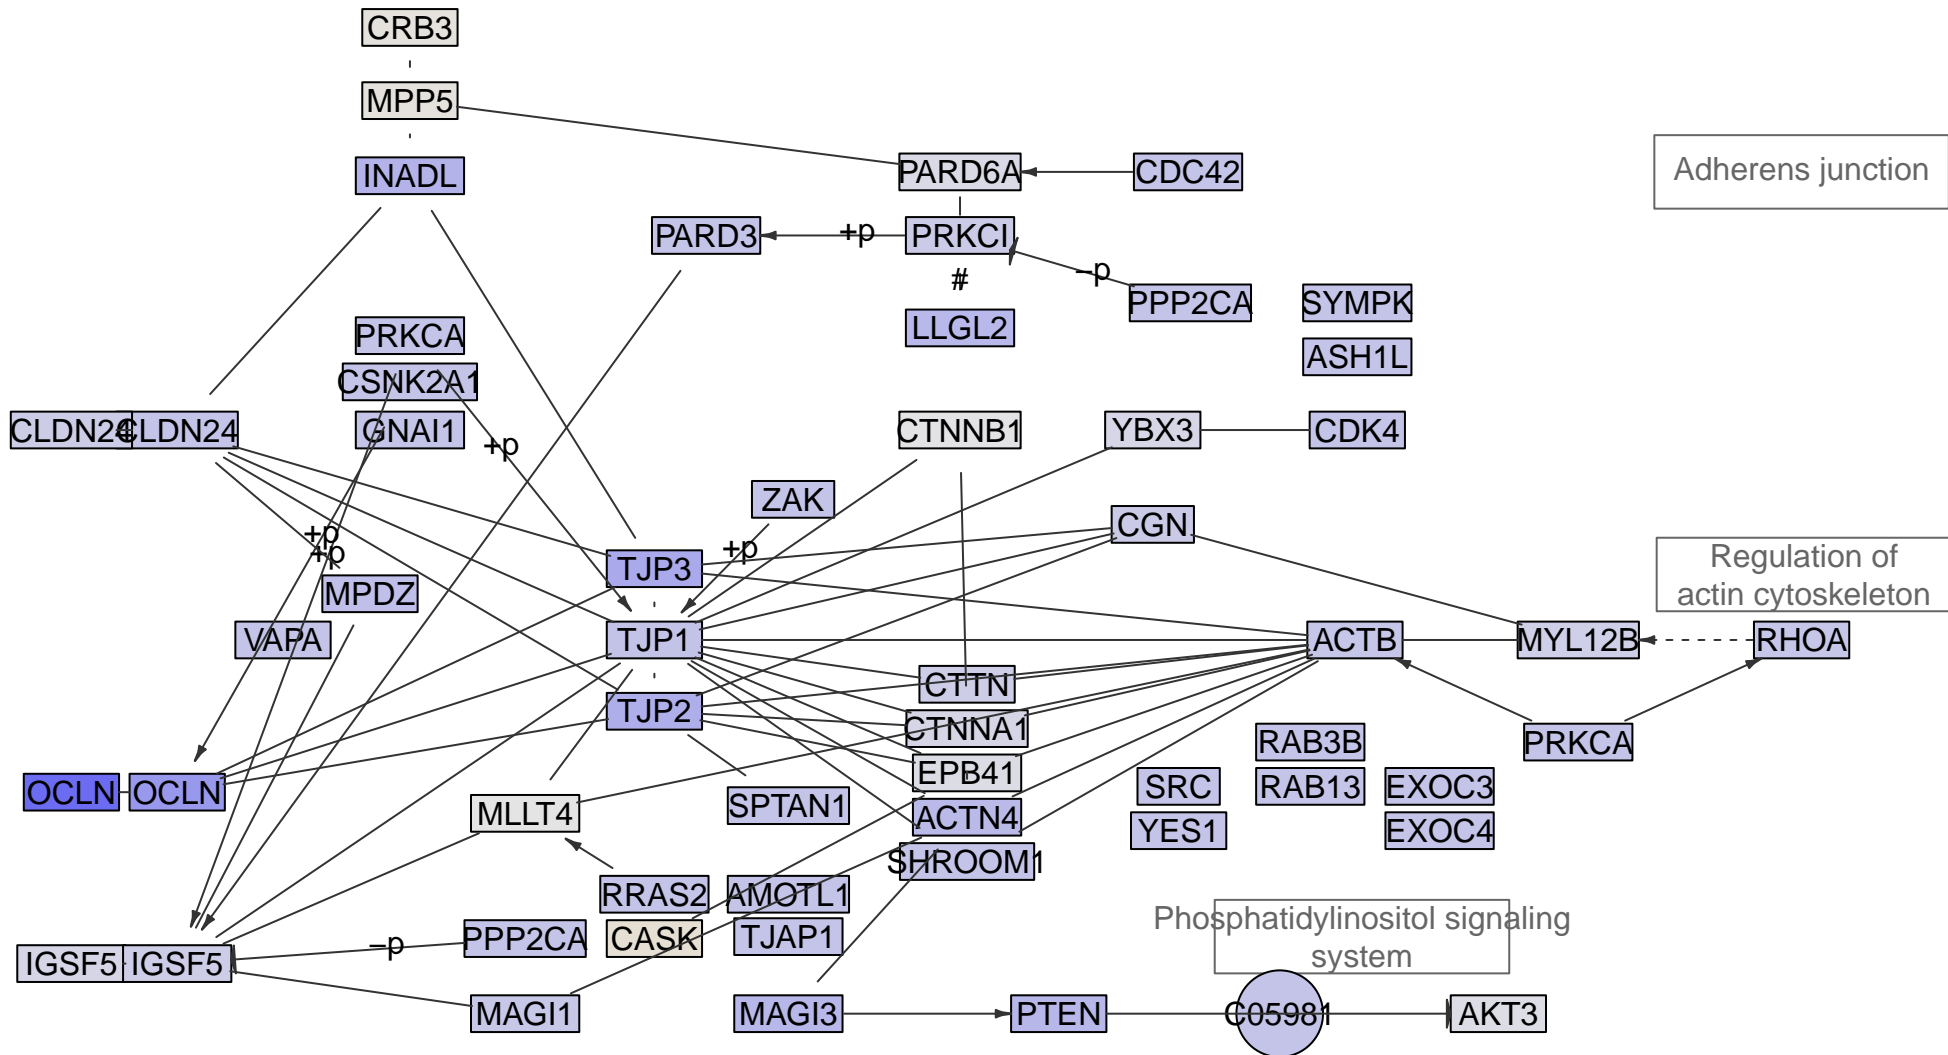 CRB3
MPP5
INADL
PARD6A
CDC42
Adherens junction
PARD3
+p
PRKCI
#
−p
PPP2CA
SYMPK
LLGL2
PRKCA
ASH1L
CSNK2A1
CLDN24
CLDN24
GNAI1
+p
CTNNB1
YBX3
CDK4
ZAK
CGN
+p
+p
+p
TJP3
Regulation of
actin cytoskeleton
MPDZ
VAPA
TJP1
ACTB
MYL12B
RHOA
CTTN
TJP2
CTNNA1
RAB3B
PRKCA
EPB41
OCLN
OCLN
SRC
RAB13
EXOC3
MLLT4
SPTAN1
ACTN4
YES1
EXOC4
SHROOM1
RRAS2
AMOTL1
Phosphatidylinositol signaling
system
PPP2CA
CASK
TJAP1
−p
IGSF5
IGSF5
MAGI1
MAGI3
PTEN
C05981
AKT3